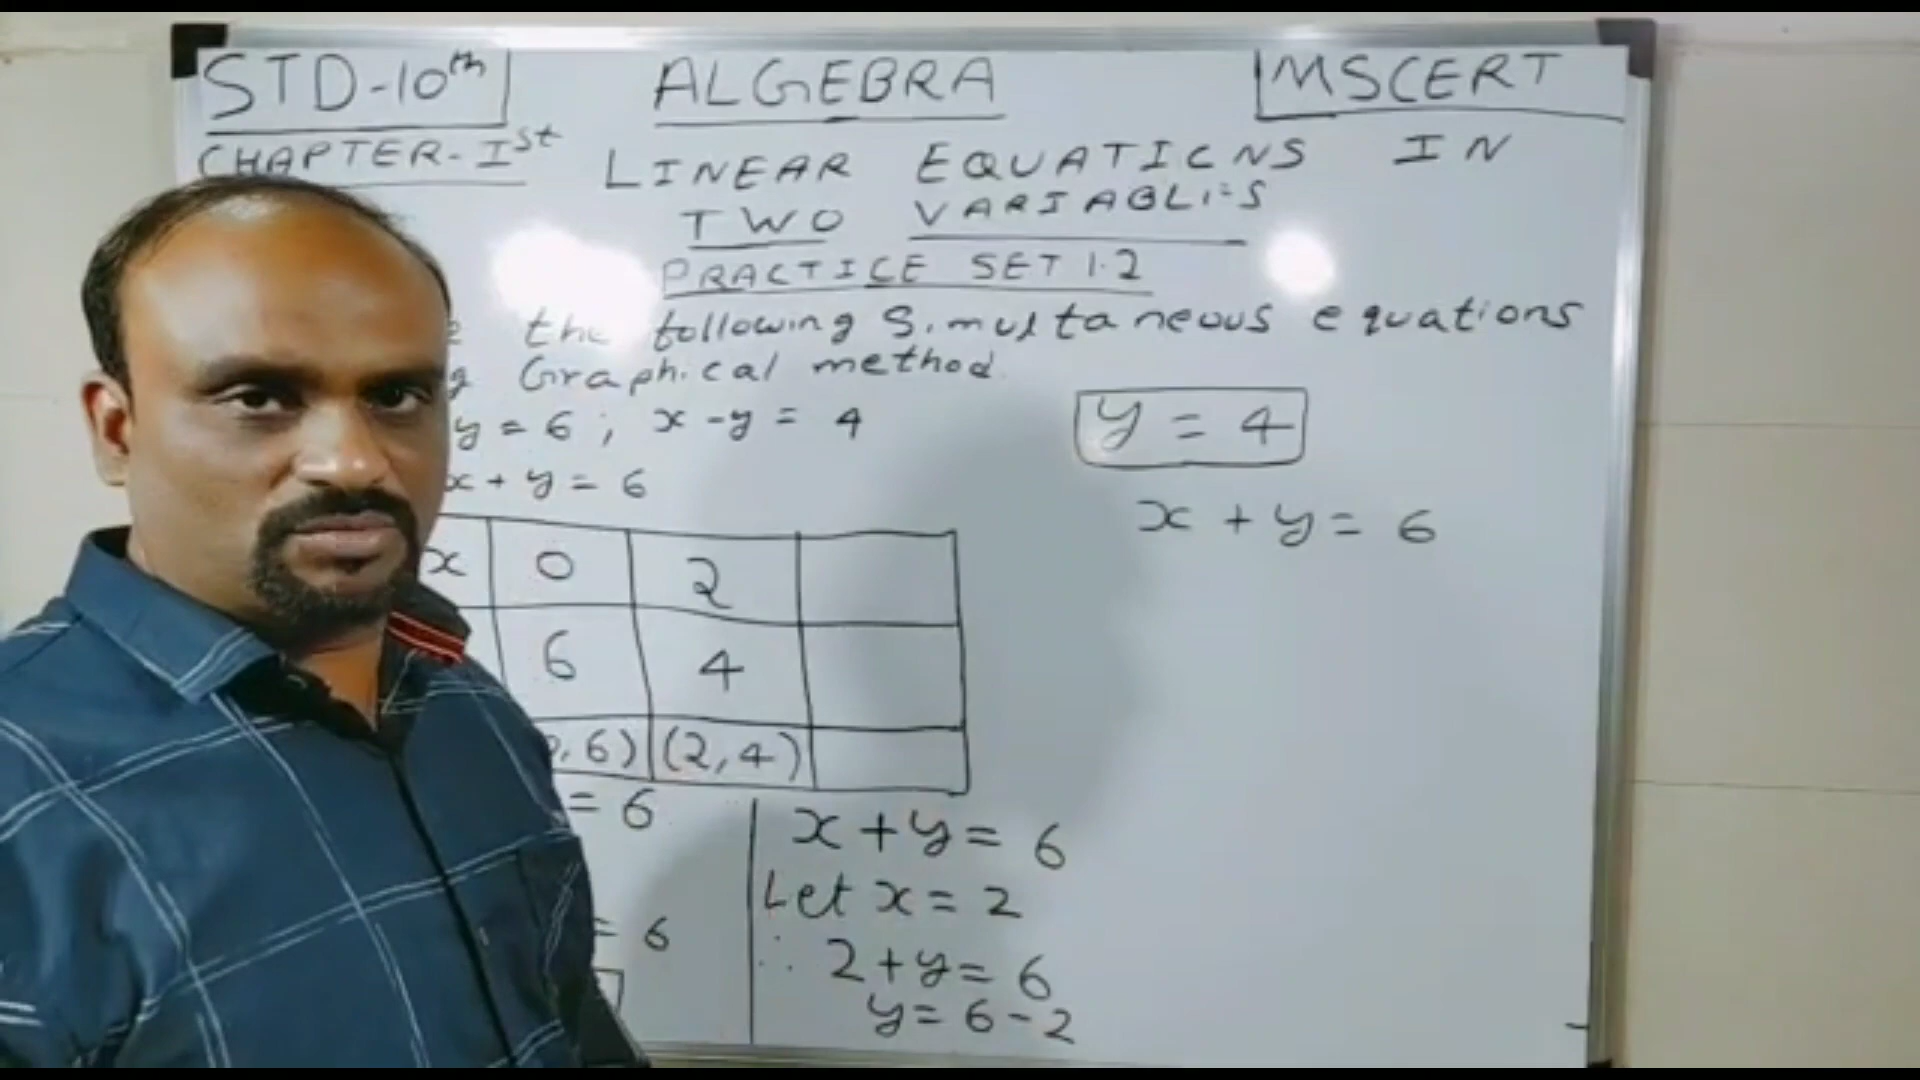 STD-10th ALGEBRA MSCERT
CHAPTER-Ist LINEAR EQUATIONS IN
TWO VARIABLES
PRACTICE SET 1.2
the following Simultaneous equations
Graphical method.
y = 6 ; x - y = 4
x + y = 6
x 0 2
6 4
, 6) (2, 4)
= 6
= 6
x + y = 6
Let x = 2
∴ 2 + y = 6
y = 6 - 2
y = 4
x + y = 6